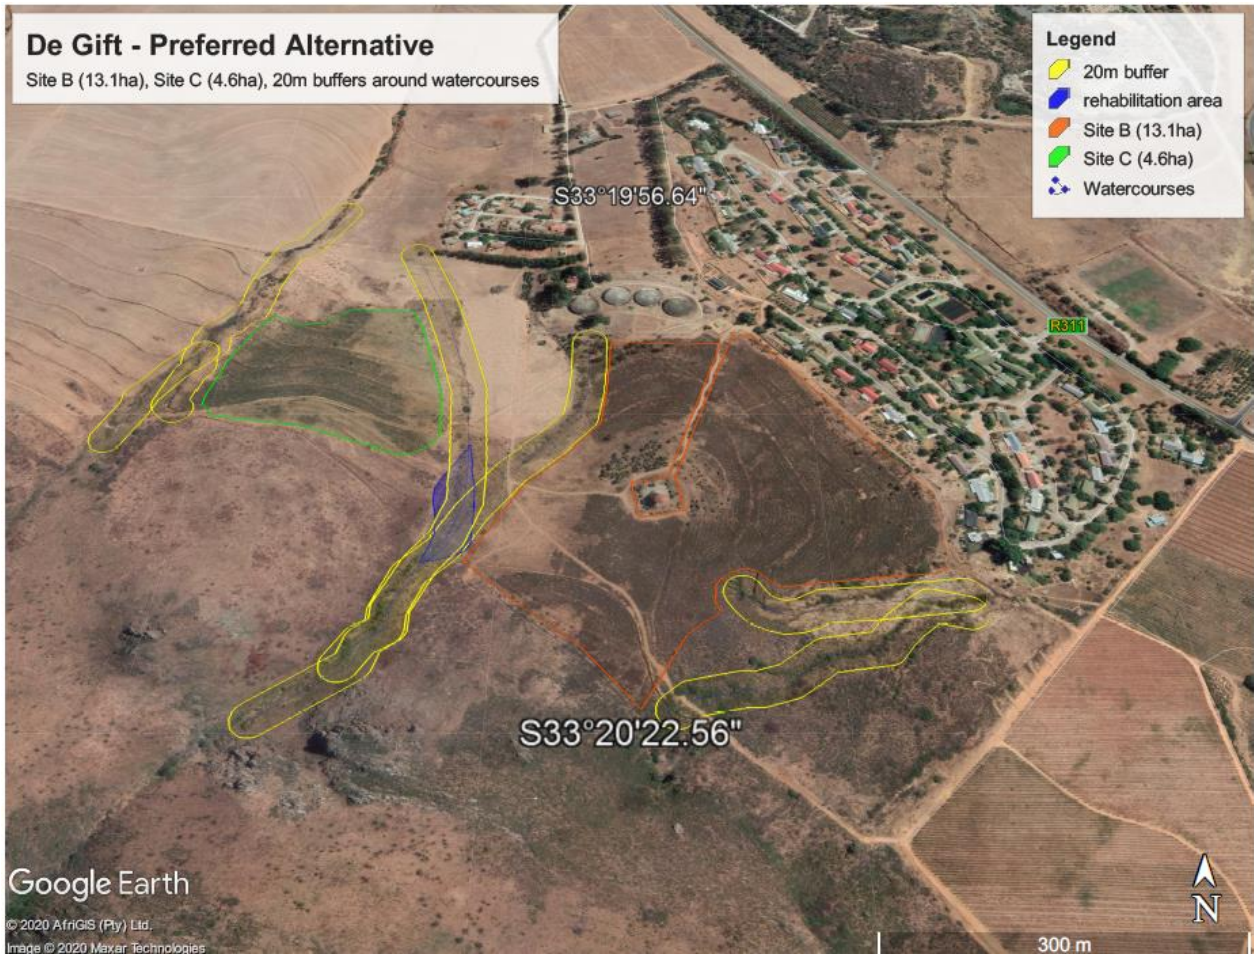 De Gift - Preferred Alternative
Site B (13.1ha), Site C (4.6ha), 20m buffers around watercourses
Legend
20m buffer
rehabilitation area
Site B (13.1ha)
Site C (4.6ha)
Watercourses
S33°19'56.64"
R311
S33°20'22.56"
Google Earth
© 2020 AfriGIS (Pty) Ltd.
Image © 2020 Maxar Technologies
N
300 m